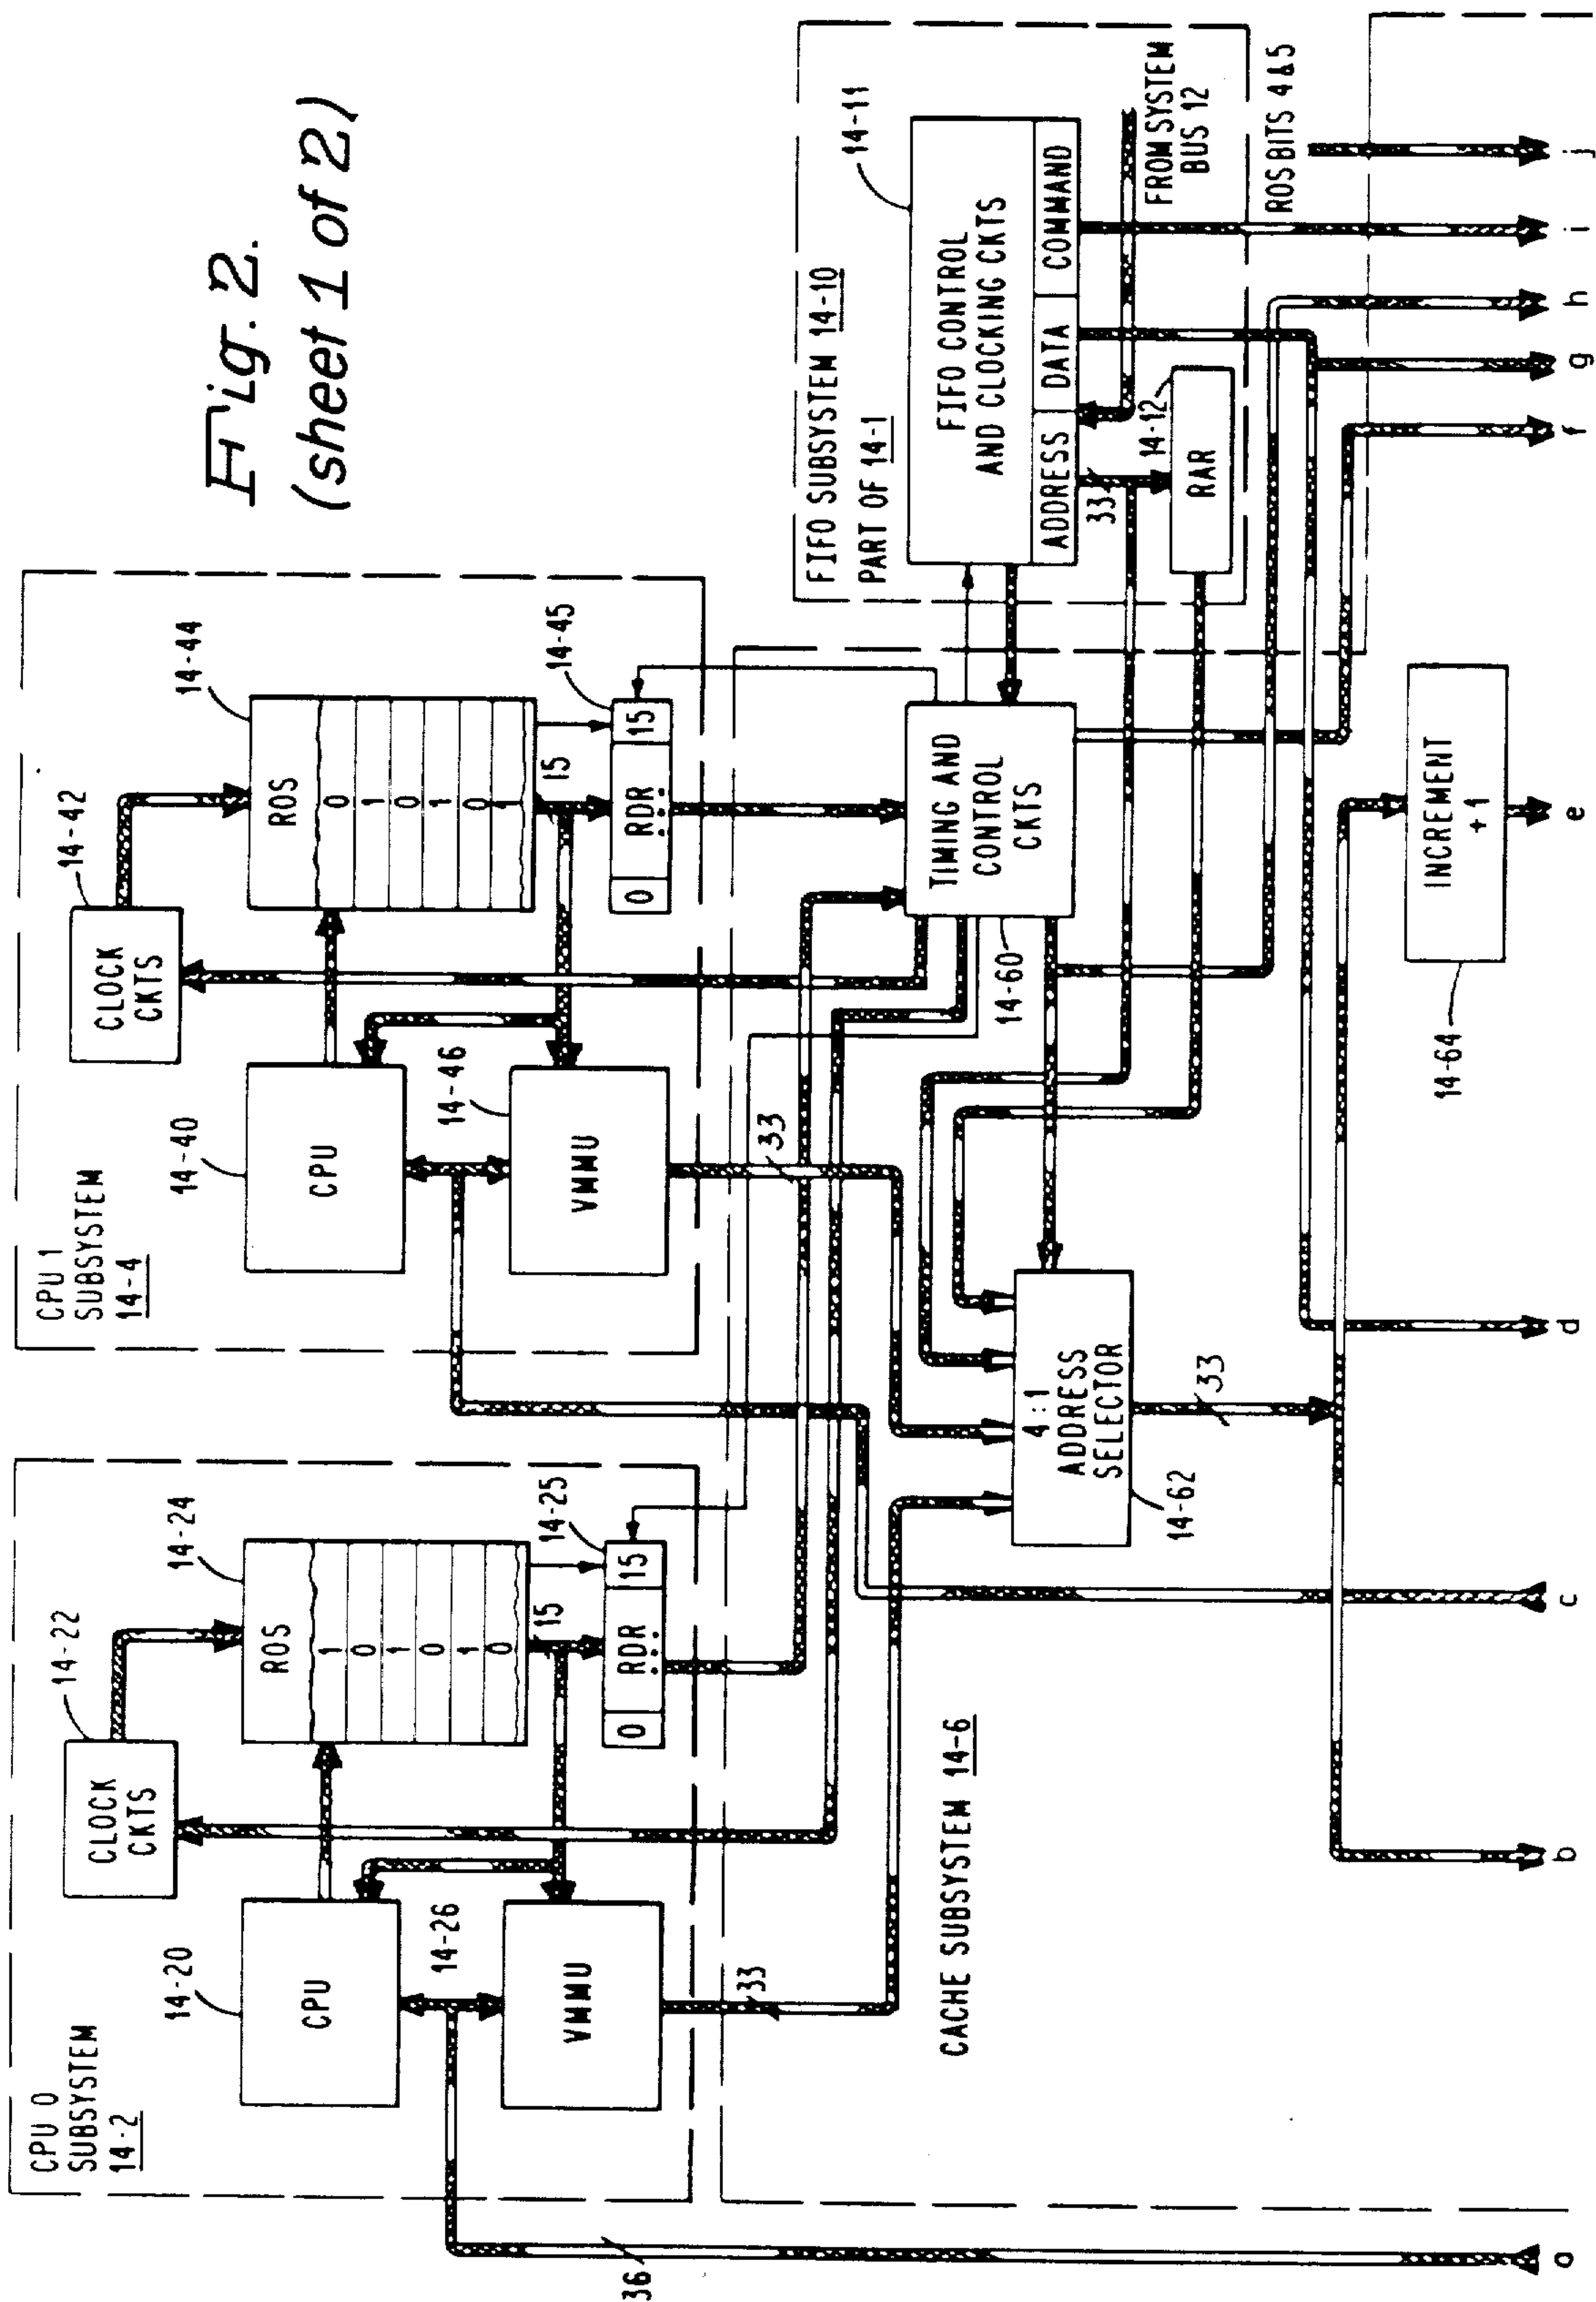 Fig. 2.
(sheet 1 of 2)
CPU 0
SUBSYSTEM
14-2
14-20
CPU
14-22
CLOCK
CKTS
14-24
ROS
1
0
1
0
1
0
15
14-25
0
RDR
15
14-26
VMMU
33
36
CPU 1
SUBSYSTEM
14-4
14-40
CPU
14-42
CLOCK
CKTS
14-44
ROS
0
1
0
1
0
1
15
14-45
0
RDR
15
14-46
VMMU
33
FIFO SUBSYSTEM 14-10
PART OF 14-1
14-11
FIFO CONTROL
AND CLOCKING CKTS
ADDRESS
DATA
COMMAND
33
14-12
RAR
FROM SYSTEM
BUS 12
ROS BITS 4&5
CACHE SUBSYSTEM 14-6
TIMING AND
CONTROL
CKTS
14-60
4:1
ADDRESS
SELECTOR
14-62
33
INCREMENT
+1
14-64
a
b
c
d
e
f
g
h
i
j